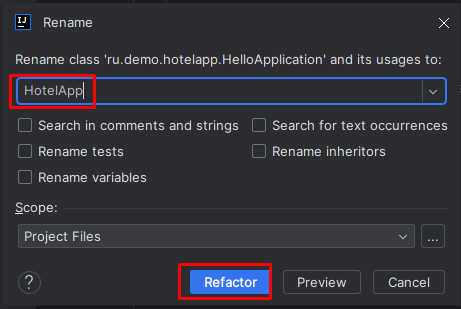 IJ
Rename
Rename class 'ru.demo.hotelapp.HelloApplication' and its usages to:
HotelApp
Search in comments and strings
Search for text occurrences
Rename tests
Rename inheritors
Rename variables
Scope:
Project Files
...
?
Refactor
Preview
Cancel